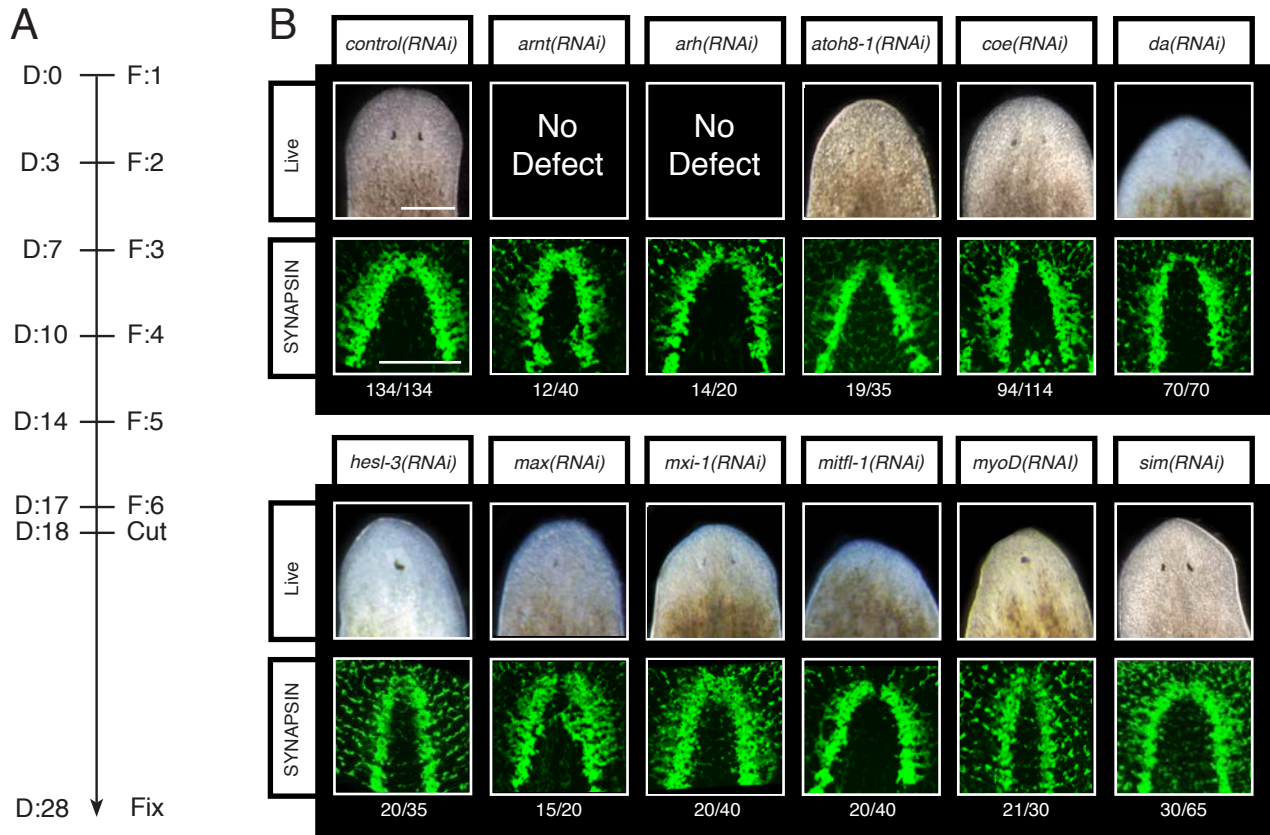 A
D:0 F:1
D:3 F:2
D:7 F:3
D:10 F:4
D:14 F:5
D:17 F:6
D:18 Cut
D:28 Fix
B
control(RNAi) arnt(RNAi) arh(RNAi) atoh8-1(RNAi) coe(RNAi) da(RNAi)
Live
No
Defect
No
Defect
SYNAPSIN
134/134 12/40 14/20 19/35 94/114 70/70
hesl-3(RNAi) max(RNAi) mxi-1(RNAi) mitfl-1(RNAi) myoD(RNAI) sim(RNAi)
Live
SYNAPSIN
20/35 15/20 20/40 20/40 21/30 30/65